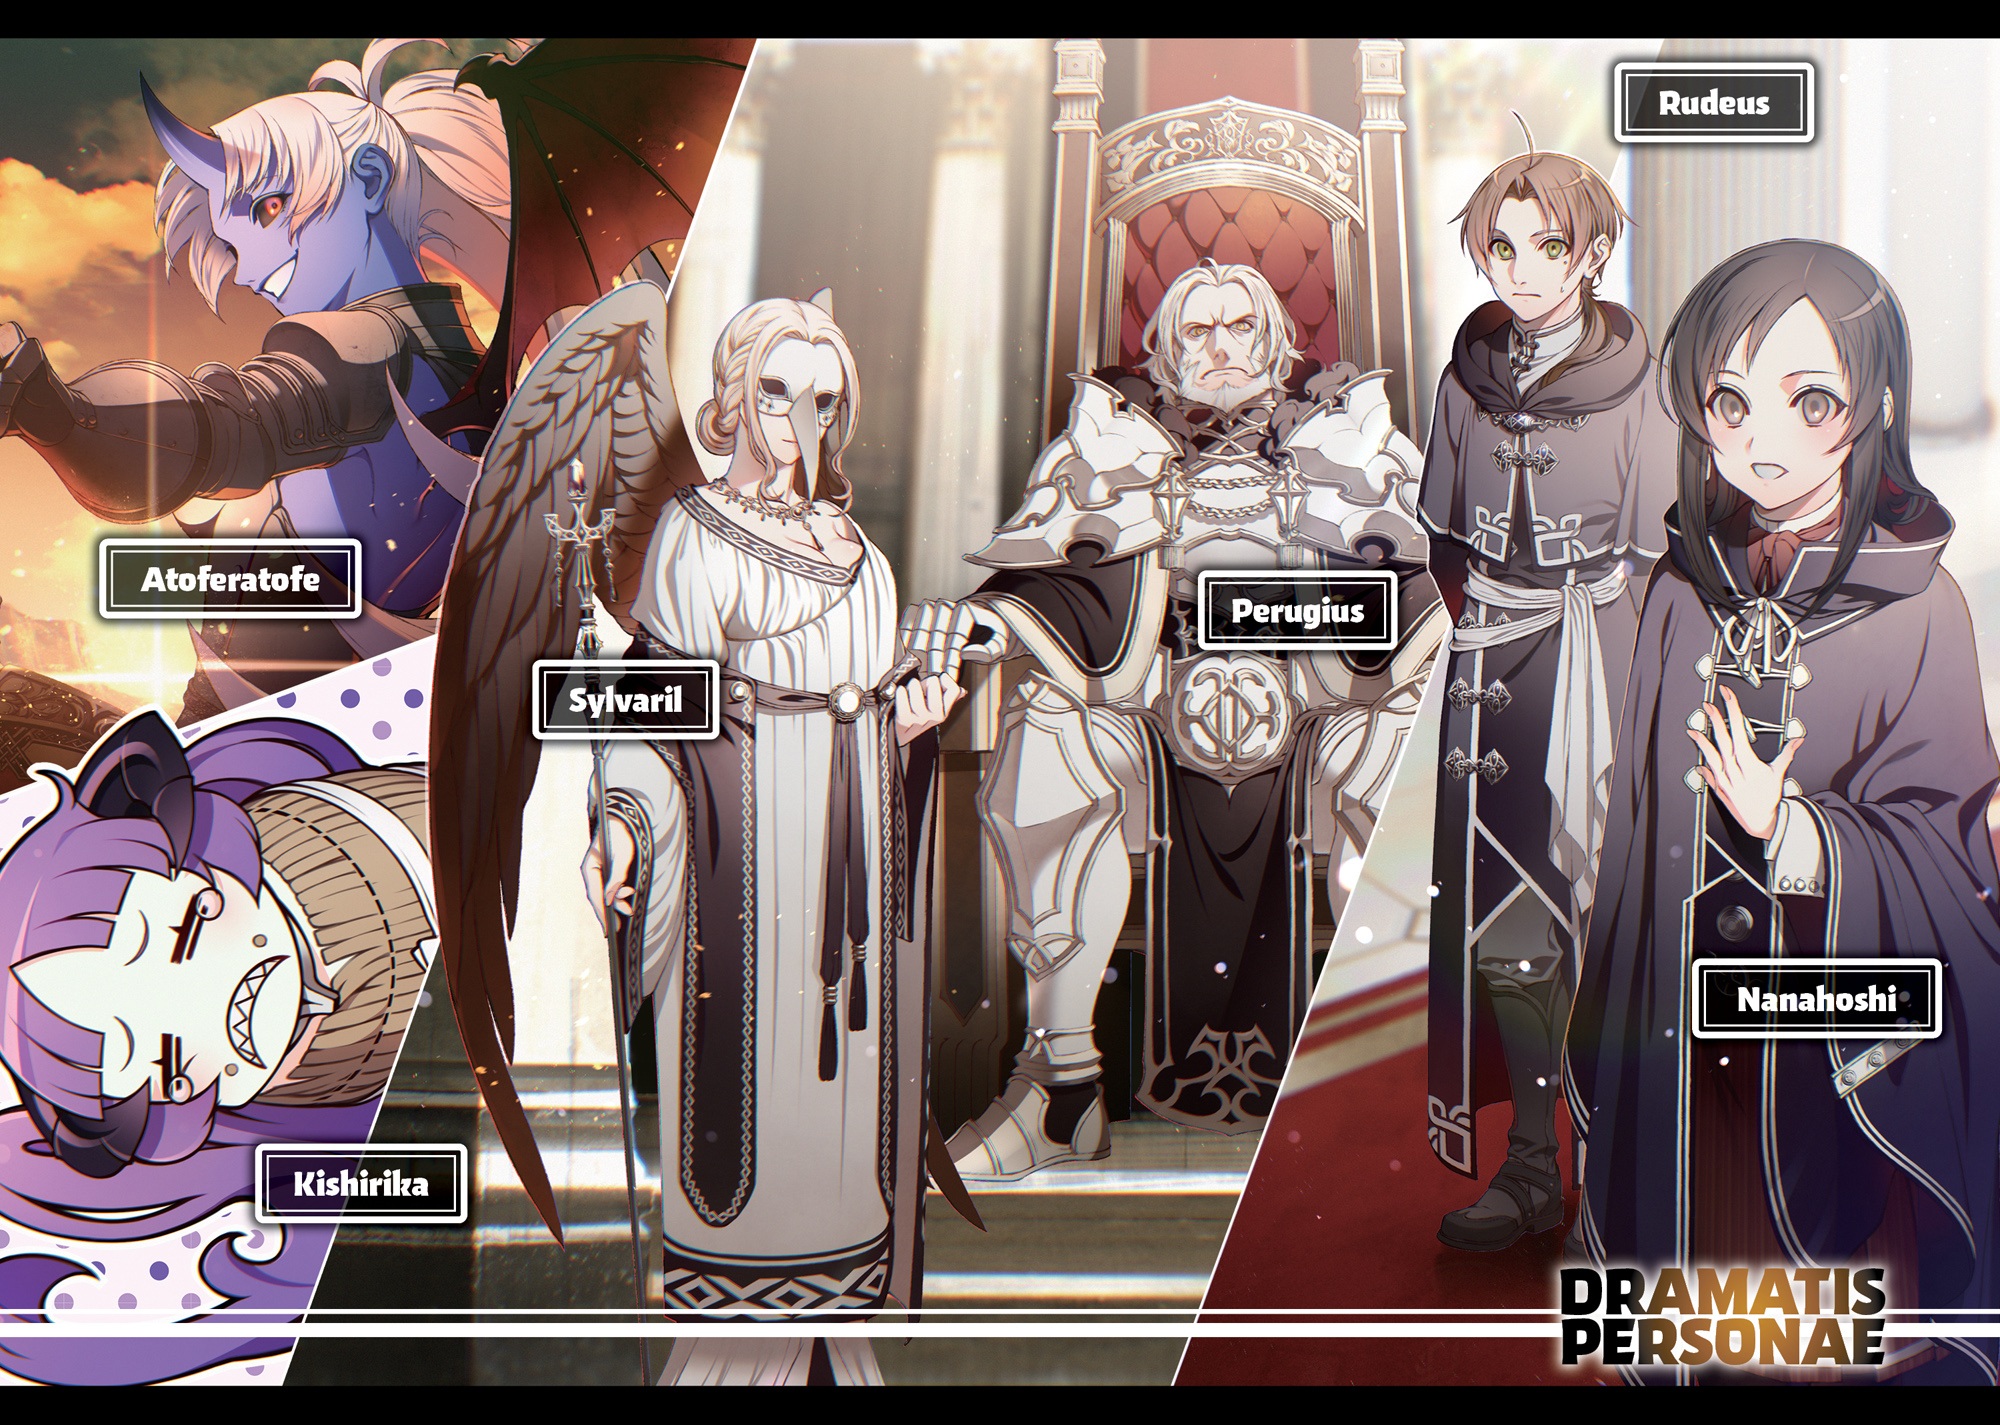 Rudeus
Atoferatofe
Perugius
Sylvaril
Nanahoshi
Kishirika
DRAMATIS
PERSONAE